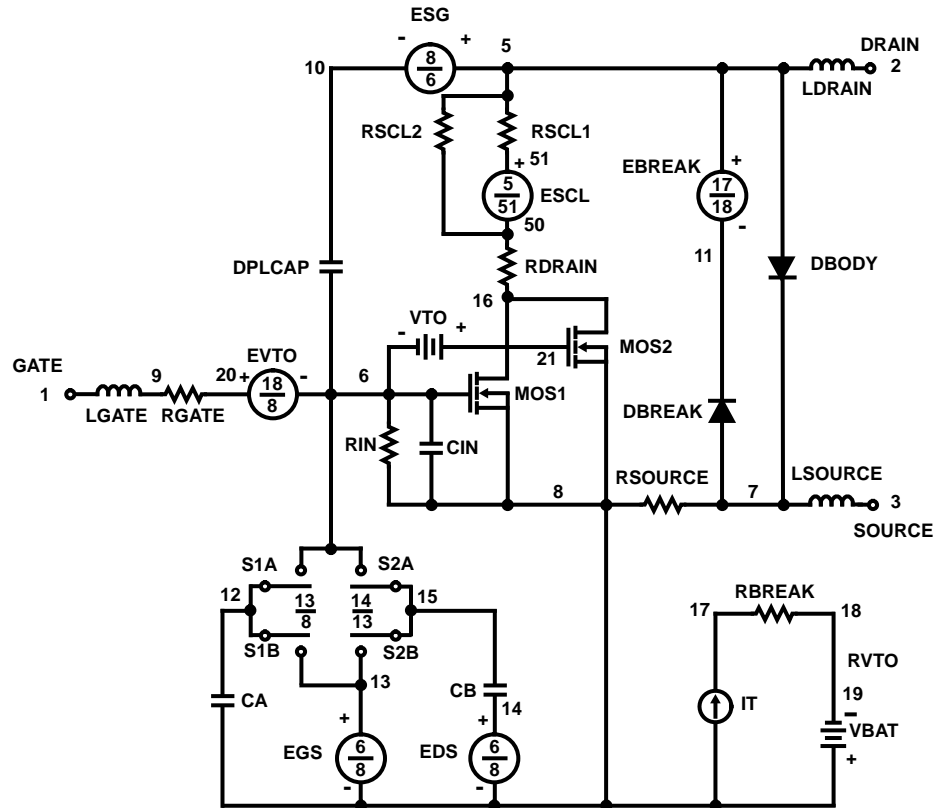 ESG
- 8 6 +
10
5
DRAIN
2
LDRAIN
RSCL2
RSCL1
+ 51
5 51
ESCL
50
EBREAK
+
17 18
-
11
DPLCAP
RDRAIN
DBODY
16
- VTO +
21
MOS2
GATE
1
9
20
EVTO
+ 18 8 -
6
MOS1
LGATE
RGATE
DBREAK
RIN
CIN
RSOURCE
LSOURCE
8
7
3
SOURCE
S1A
S2A
12
13 8
14 13
15
S1B
S2B
13
RBREAK
17
18
RVTO
CA
CB
14
19
IT
-
VBAT
+
+
EGS
6 8
-
+
EDS
6 8
-